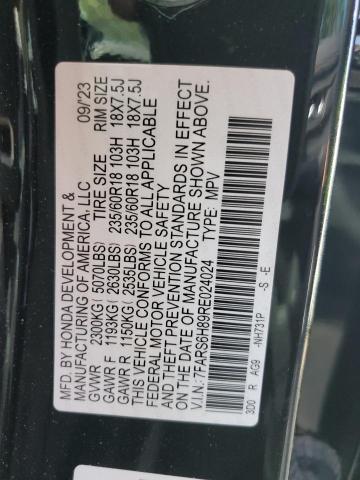 MFD. BY HONDA DEVELOPMENT &
MANUFACTURING OF AMERICA, LLC 09/23
GVWR 2300KG ( 5070LBS) TIRE SIZE RIM SIZE
GAWR F 1193KG ( 2630LBS) 235/60R18 103H 18X7.5J
GAWR R 1150KG ( 2535LBS) 235/60R18 103H 18X7.5J
THIS VEHICLE CONFORMS TO ALL APPLICABLE
FEDERAL MOTOR VEHICLE SAFETY
AND THEFT PREVENTION STANDARDS IN EFFECT
ON THE DATE OF MANUFACTURE SHOWN ABOVE.
V.I.N.: 7FARS6H89RE024024 TYPE: MPV
3D0 R AG9 -NH731P -S -E